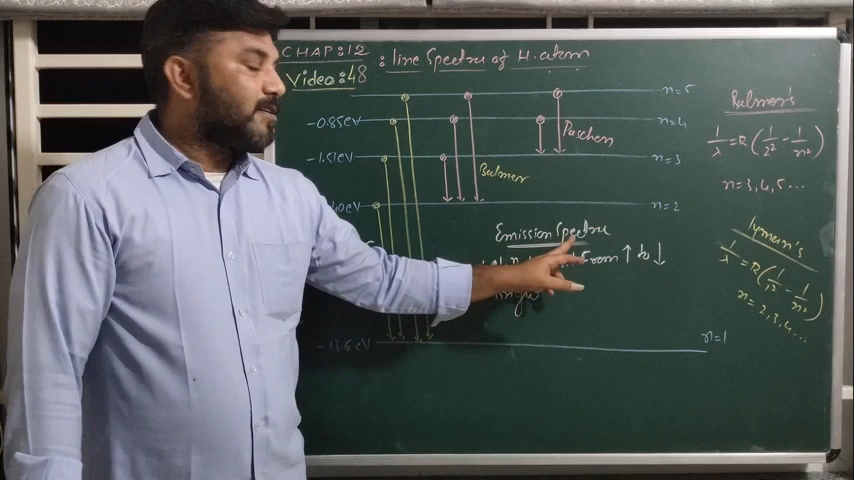 CHAP:12 : line Spectra of H.atom
Video:48
n=5
-0.85eV
n=4
Paschen
-1.51eV
n=3
Balmer
40eV
n=2
Emission Spectra
From ↑ to ↓
-13.6eV
n=1
Balmer's
1/λ = R(1/2² - 1/n²)
n=3,4,5...
lyman's
1/λ = R(1/1² - 1/n²)
n=2,3,4...